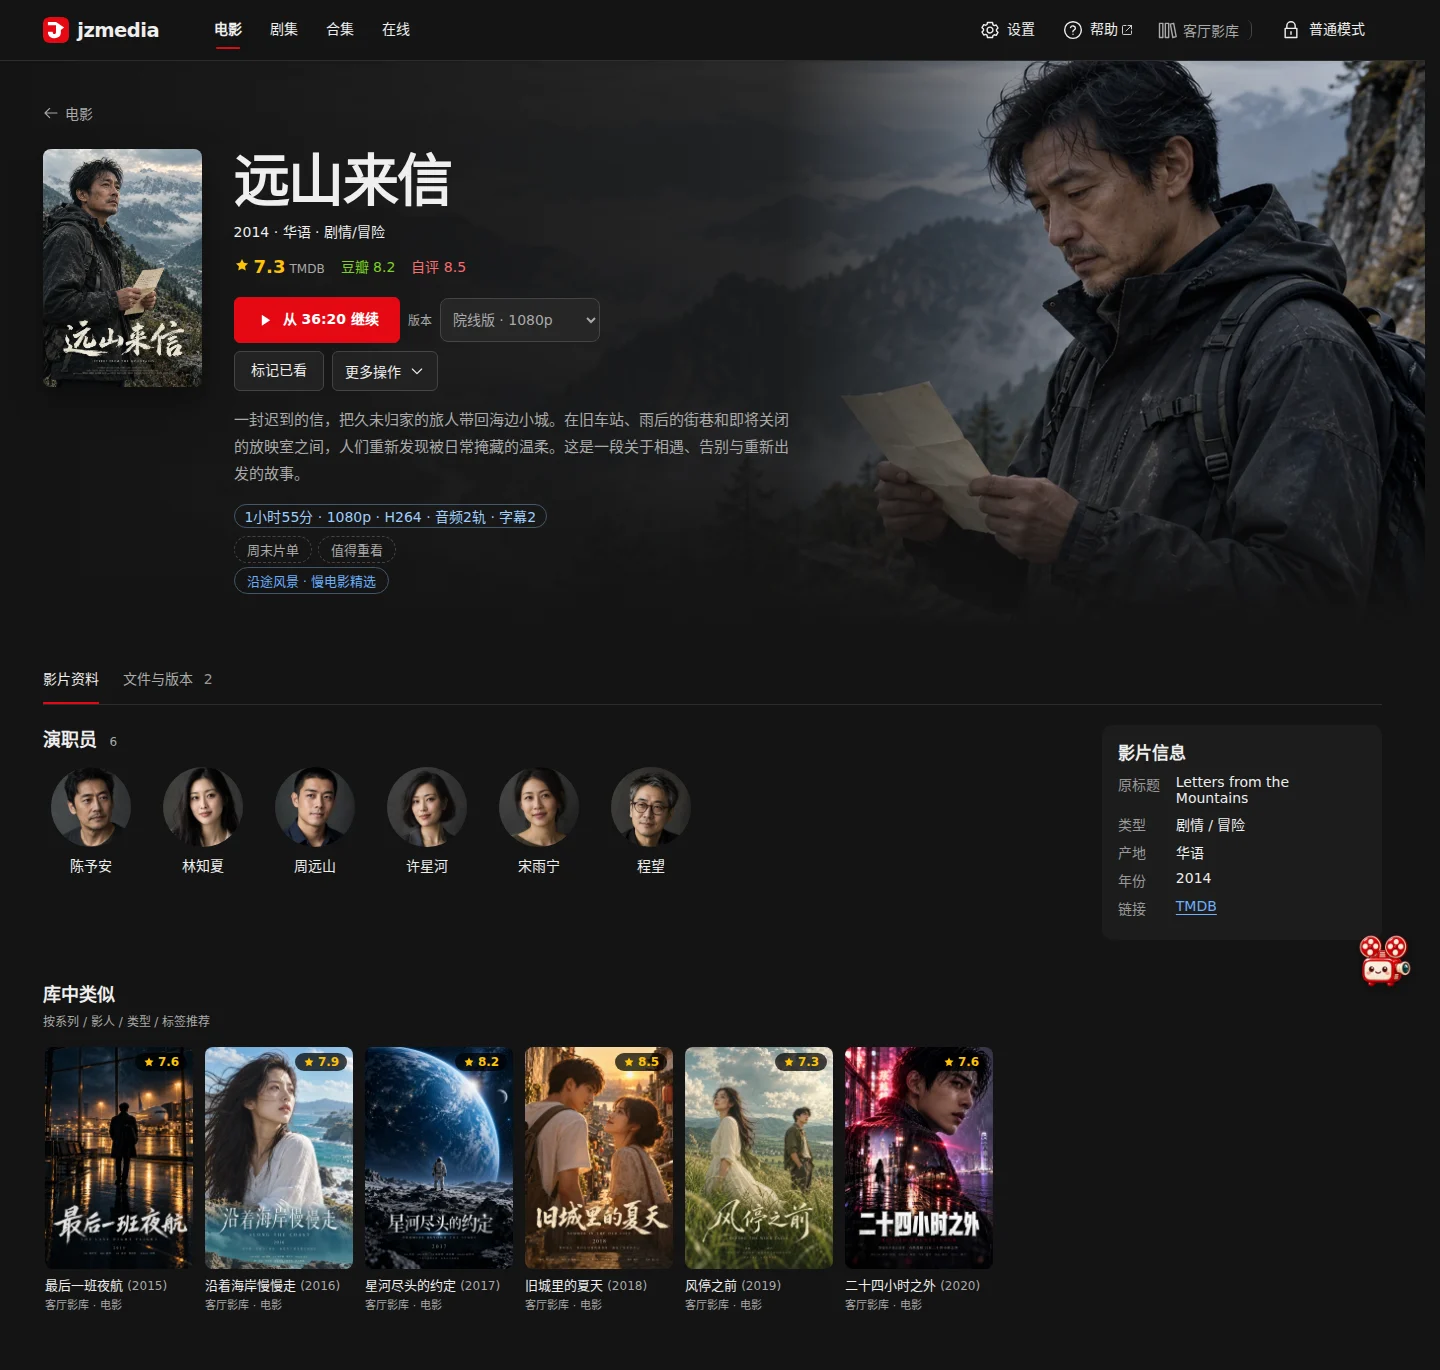 jzmedia
电影
剧集
合集
在线
设置
帮助
客厅影库
普通模式
电影
远山来信
远山来信
2014 · 华语 · 剧情/冒险
7.3 TMDB 豆瓣 8.2 自评 8.5
从 36:20 继续
版本
院线版 · 1080p
标记已看
更多操作
一封迟到的信，把久未归家的旅人带回海边小城。在旧车站、雨后的街巷和即将关闭
的放映室之间，人们重新发现被日常掩藏的温柔。这是一段关于相遇、告别与重新出
发的故事。
1小时55分 · 1080p · H264 · 音频2轨 · 字幕2
周末片单
值得重看
沿途风景 · 慢电影精选
影片资料
文件与版本 2
演职员 6
陈予安
林知夏
周远山
许星河
宋雨宁
程望
影片信息
原标题 Letters from the
Mountains
类型 剧情 / 冒险
产地 华语
年份 2014
链接 TMDB
库中类似
按系列 / 影人 / 类型 / 标签推荐
7.6
最后一班夜航
7.9
沿着海岸慢慢走
8.2
星河尽头的约定
2017
8.5
旧城里的夏天
2018
7.3
风停之前
7.6
二十四小时之外
最后一班夜航 (2015)
客厅影库 · 电影
沿着海岸慢慢走 (2016)
客厅影库 · 电影
星河尽头的约定 (2017)
客厅影库 · 电影
旧城里的夏天 (2018)
客厅影库 · 电影
风停之前 (2019)
客厅影库 · 电影
二十四小时之外 (2020)
客厅影库 · 电影